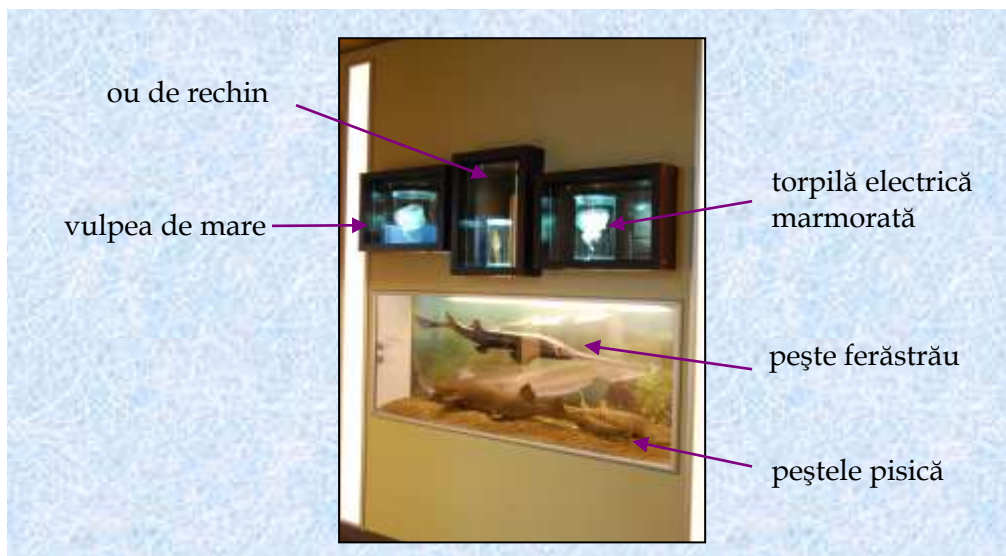 ou de rechin
vulpea de mare
torpilă electrică
marmorată
peşte ferăstrău
peştele pisică